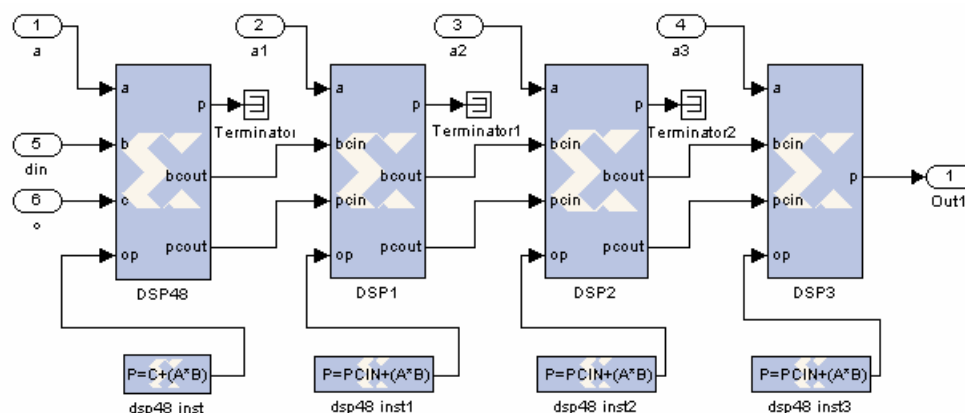 1
a
2
a1
3
a2
4
a3
5
din
6
c
a
b
c
op
p
bcout
pcout
DSP48
Terminator
a
bcin
pcin
op
p
bcout
pcout
DSP1
Terminator1
a
bcin
pcin
op
p
bcout
pcout
DSP2
Terminator2
a
bcin
pcin
op
p
DSP3
1
Out1
P=C+(A*B)
dsp48 inst
P=PCIN+(A*B)
dsp48 inst1
P=PCIN+(A*B)
dsp48 inst2
P=PCIN+(A*B)
dsp48 inst3